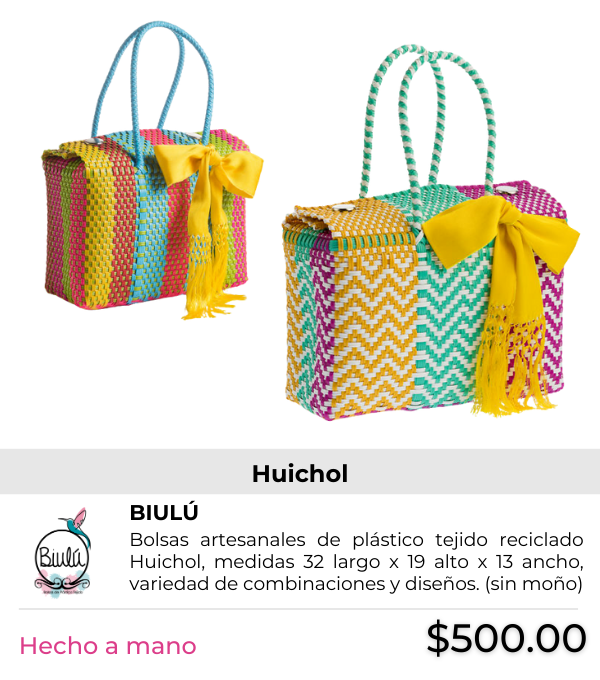 Huichol
BIULÚ
Bolsas artesanales de plástico tejido reciclado
Huichol, medidas 32 largo x 19 alto x 13 ancho,
variedad de combinaciones y diseños. (sin moño)
Biulú
Hecho a mano
$500.00